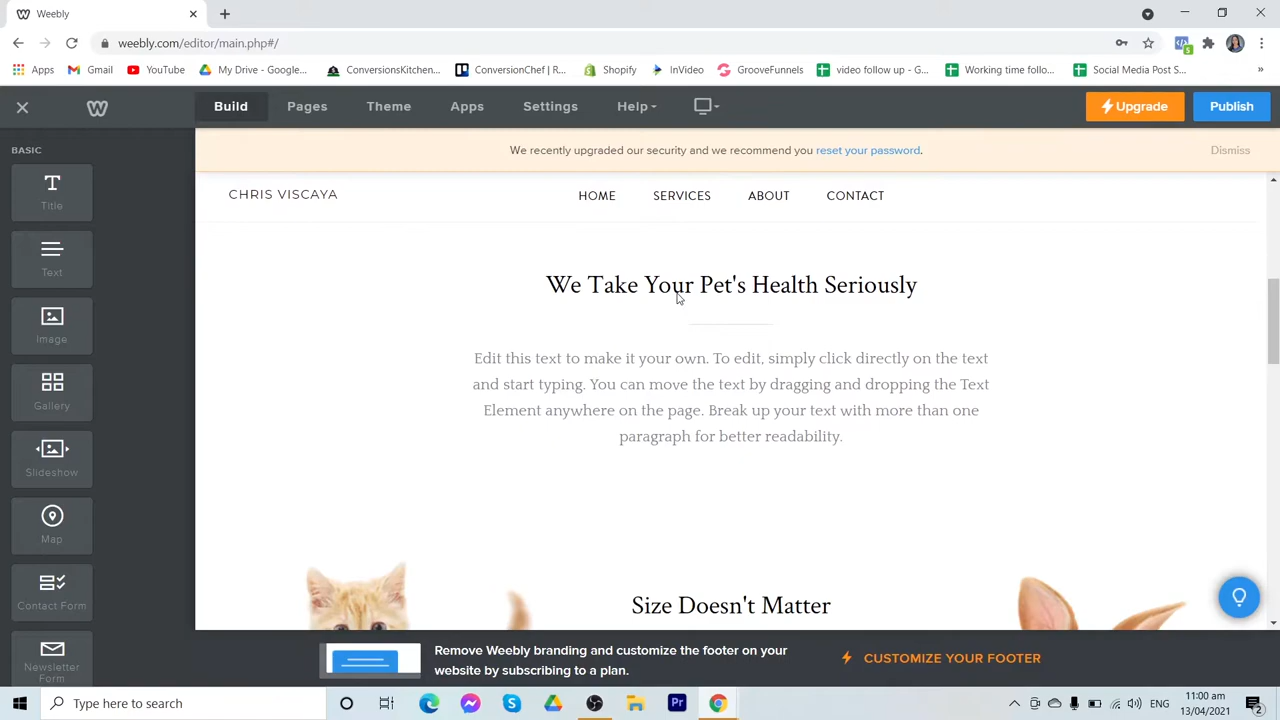 Weebly
weebly.com/editor/main.php#/
Apps Gmail YouTube My Drive - Google... ConversionsKitchen... ConversionChef | R... Shopify InVideo GrooveFunnels video follow up - G... Working time follo... Social Media Post S... »
Build Pages Theme Apps Settings Help Upgrade Publish
We recently upgraded our security and we recommend you reset your password. Dismiss
BASIC
Title
Text
Image
Gallery
Slideshow
Map
Contact Form
Newsletter
Form
CHRIS VISCAYA HOME SERVICES ABOUT CONTACT
We Take Your Pet's Health Seriously
Edit this text to make it your own. To edit, simply click directly on the text
and start typing. You can move the text by dragging and dropping the Text
Element anywhere on the page. Break up your text with more than one
paragraph for better readability.
Size Doesn't Matter
Remove Weebly branding and customize the footer on your
website by subscribing to a plan.
CUSTOMIZE YOUR FOOTER
Type here to search
Pr
ENG
11:00 am
13/04/2021
2